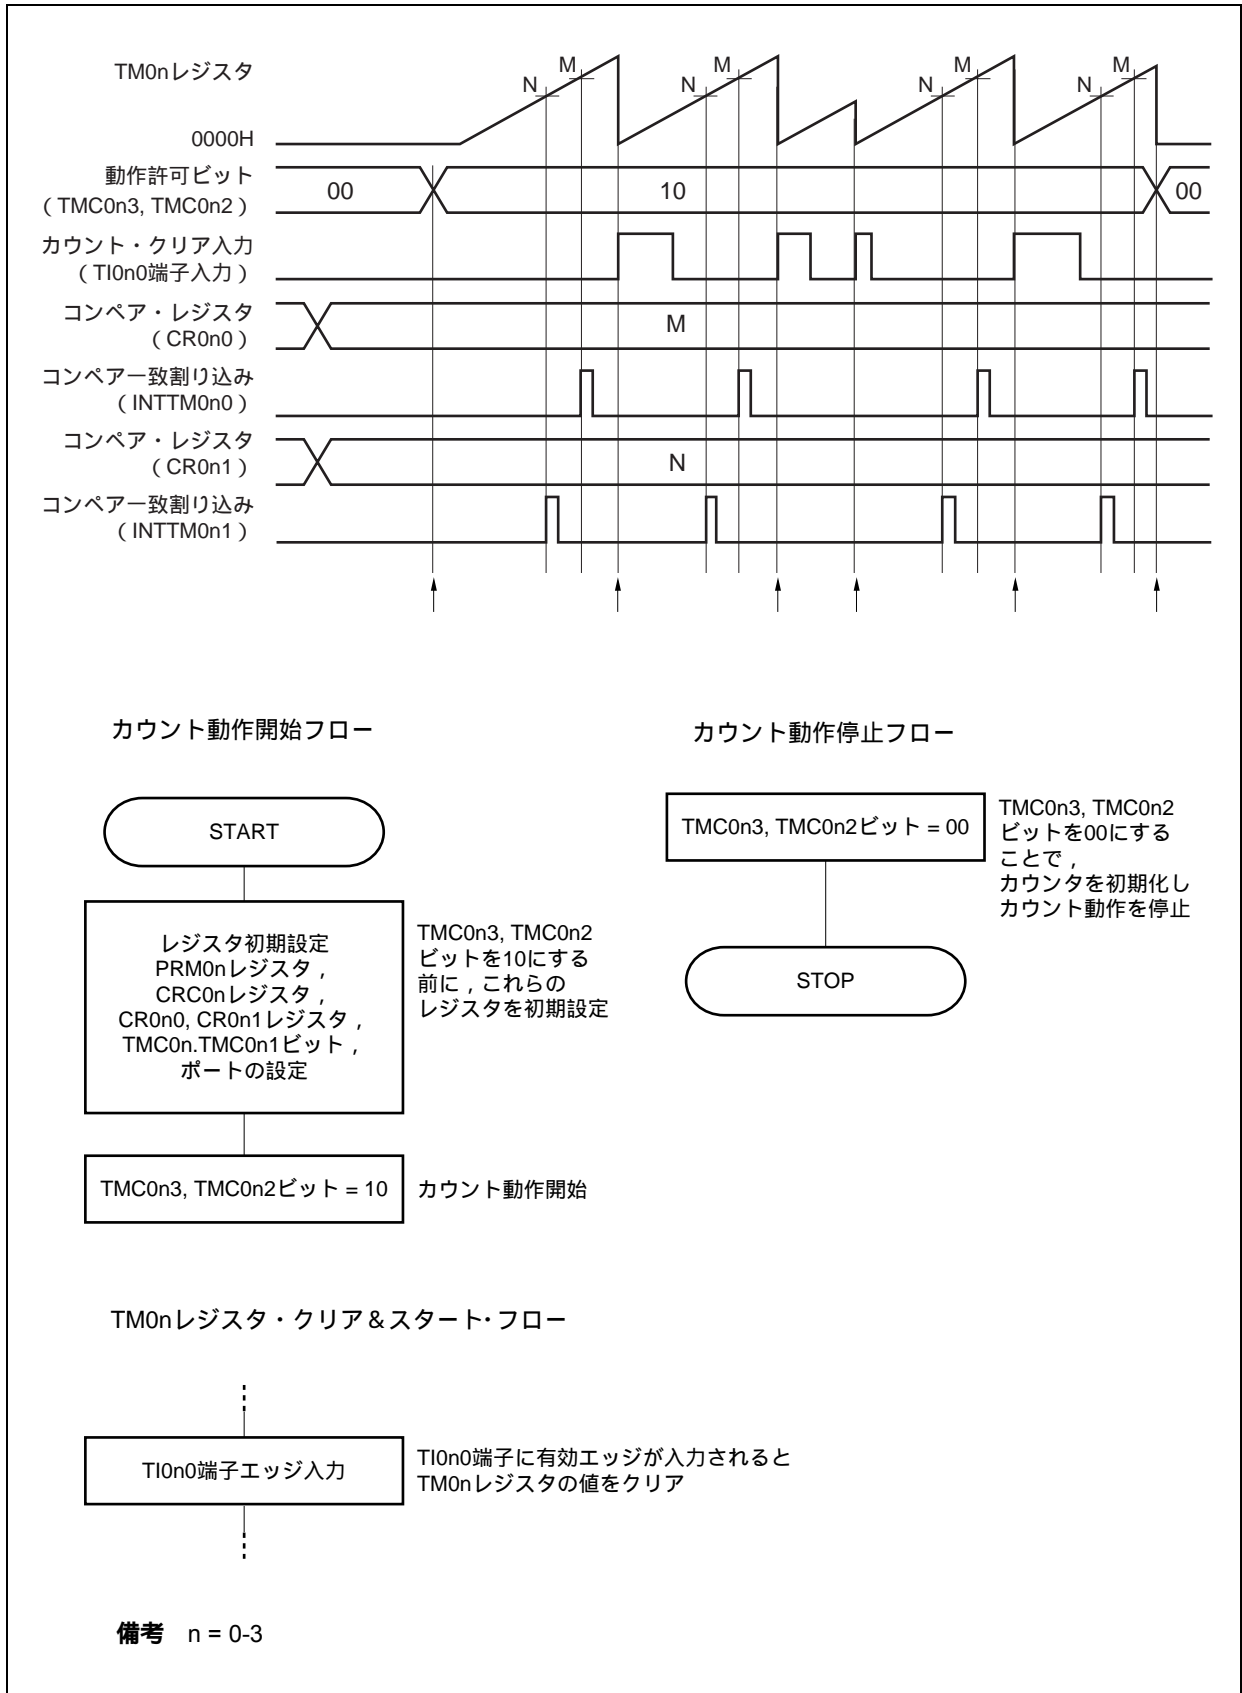 TM0nレジスタ
N
M
N
M
N
M
N
M
0000H
動作許可ビット
(TMC0n3, TMC0n2)
00
10
00
カウント・クリア入力
(TI0n0端子入力)
コンペア・レジスタ
(CR0n0)
M
コンペア一致割り込み
(INTTM0n0)
コンペア・レジスタ
(CR0n1)
N
コンペア一致割り込み
(INTTM0n1)
カウント動作開始フロー
START
レジスタ初期設定
PRM0nレジスタ,
CRC0nレジスタ,
CR0n0, CR0n1レジスタ,
TMC0n.TMC0n1ビット,
ポートの設定
TMC0n3, TMC0n2
ビットを10にする
前に,これらの
レジスタを初期設定
TMC0n3, TMC0n2ビット = 10
カウント動作開始
カウント動作停止フロー
TMC0n3, TMC0n2ビット = 00
TMC0n3, TMC0n2
ビットを00にする
ことで,
カウンタを初期化し
カウント動作を停止
STOP
TM0nレジスタ・クリア&スタート・フロー
TI0n0端子エッジ入力
TI0n0端子に有効エッジが入力されると
TM0nレジスタの値をクリア
備考 n = 0-3